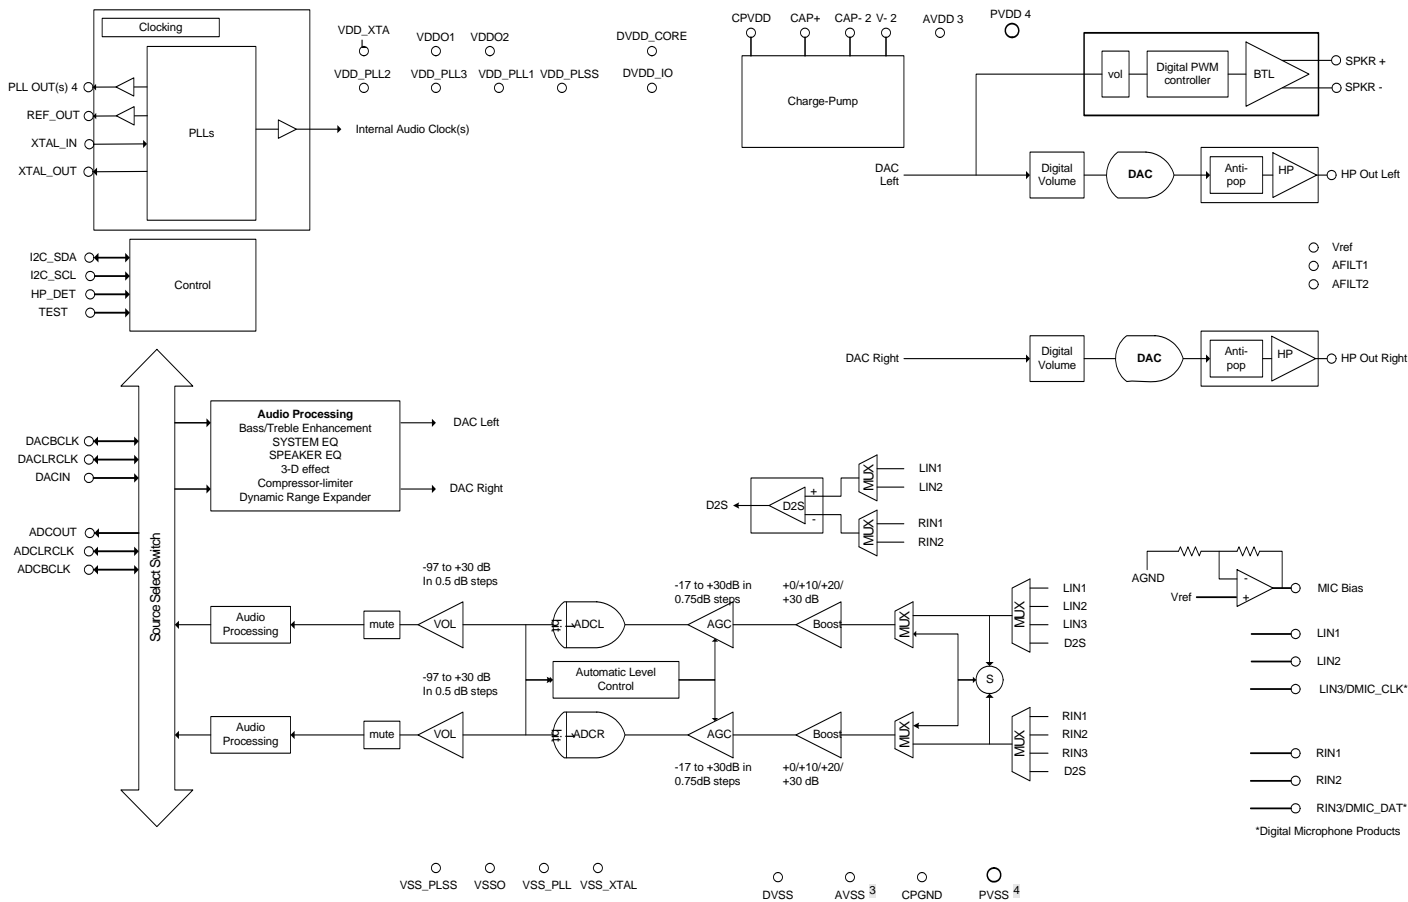 Clocking
PLL OUT(s) 4
REF_OUT
XTAL_IN
XTAL_OUT
PLLs
Internal Audio Clock(s)
VDD_XTA
L
VDDO1
VDDO2
DVDD_CORE
VDD_PLL2
VDD_PLL3
VDD_PLL1
VDD_PLSS
DVDD_IO
CPVDD
CAP+
CAP- 2
V- 2
AVDD 3
PVDD 4
Charge-Pump
vol
Digital PWM
controller
BTL
SPKR +
SPKR -
DAC
Left
Digital
Volume
DAC
Anti-
pop
HP
HP Out Left
I2C_SDA
I2C_SCL
HP_DET
TEST
Control
Vref
AFILT1
AFILT2
DAC Right
Digital
Volume
DAC
Anti-
pop
HP
HP Out Right
DACBCLK
DACLRCLK
DACIN
ADCOUT
ADCLRCLK
ADCBCLK
Source Select Switch
Audio Processing
Bass/Treble Enhancement
SYSTEM EQ
SPEAKER EQ
3-D effect
Compressor-limiter
Dynamic Range Expander
DAC Left
DAC Right
D2S
D2S
+
-
MUX
LIN1
LIN2
MUX
RIN1
RIN2
AGND
Vref
-
+
MIC Bias
-97 to +30 dB
In 0.5 dB steps
-17 to +30dB in
0.75dB steps
+0/+10/+20/
+30 dB
Audio
Processing
mute
VOL
ADCL
AGC
Boost
MUX
MUX
LIN1
LIN2
LIN3
D2S
-97 to +30 dB
In 0.5 dB steps
Automatic Level
Control
S
Audio
Processing
mute
VOL
ADCR
AGC
Boost
MUX
MUX
RIN1
RIN2
RIN3
D2S
-17 to +30dB in
0.75dB steps
+0/+10/+20/
+30 dB
LIN1
LIN2
LIN3/DMIC_CLK*
RIN1
RIN2
RIN3/DMIC_DAT*
*Digital Microphone Products
VSS_PLSS
VSSO
VSS_PLL
VSS_XTAL
DVSS
AVSS 3
CPGND
PVSS 4